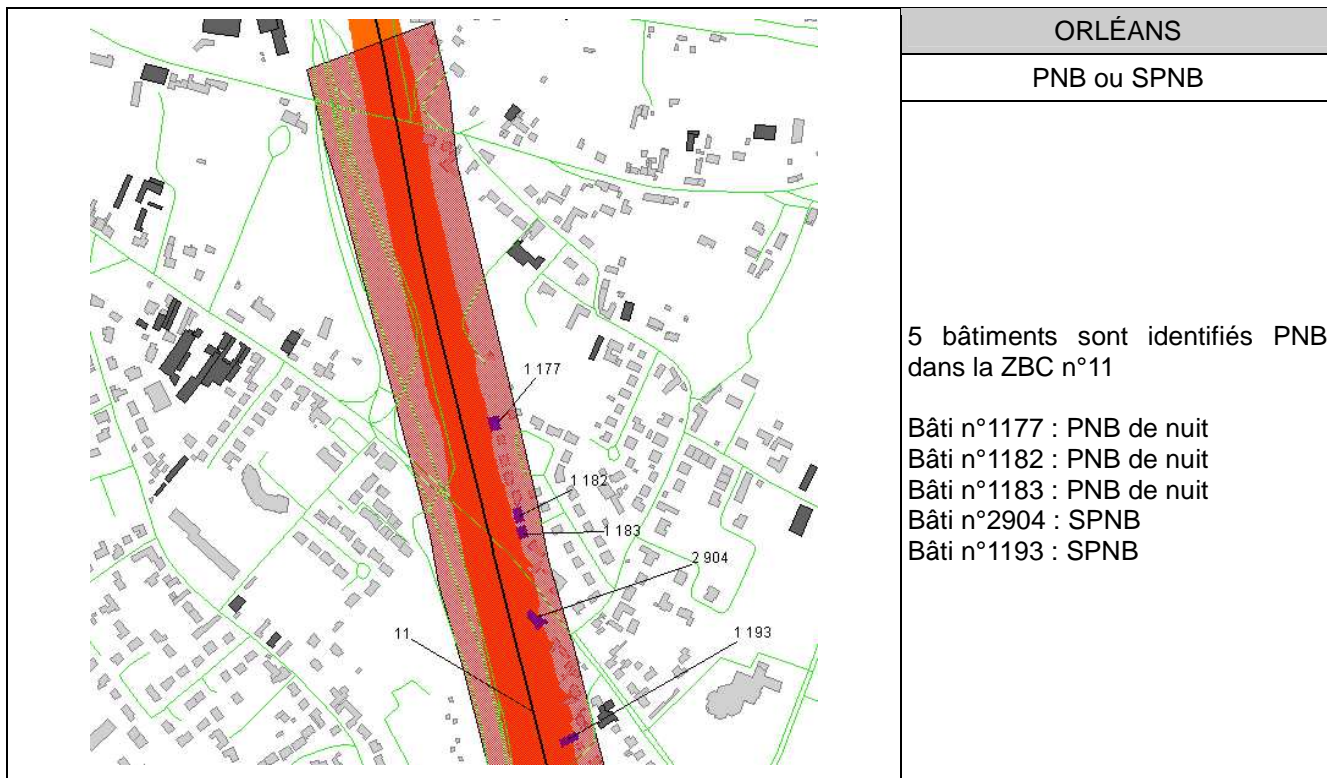 ORLÉANS
PNB ou SPNB
1 177
1 182
1 183
2 904
11
1 193
5 bâtiments sont identifiés PNB
dans la ZBC n°11
Bâti n°1177 : PNB de nuit
Bâti n°1182 : PNB de nuit
Bâti n°1183 : PNB de nuit
Bâti n°2904 : SPNB
Bâti n°1193 : SPNB